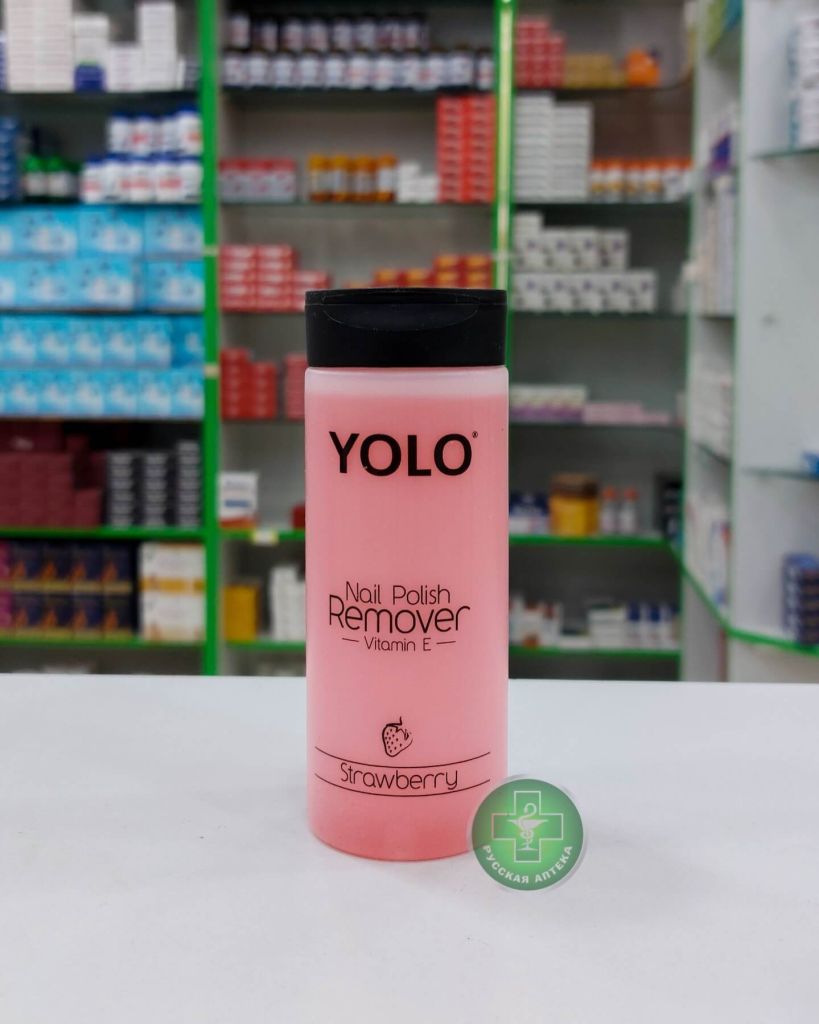 YOLO®
Nail Polish
Remover
Vitamin E
Strawberry
РУССКАЯ АПТЕКА